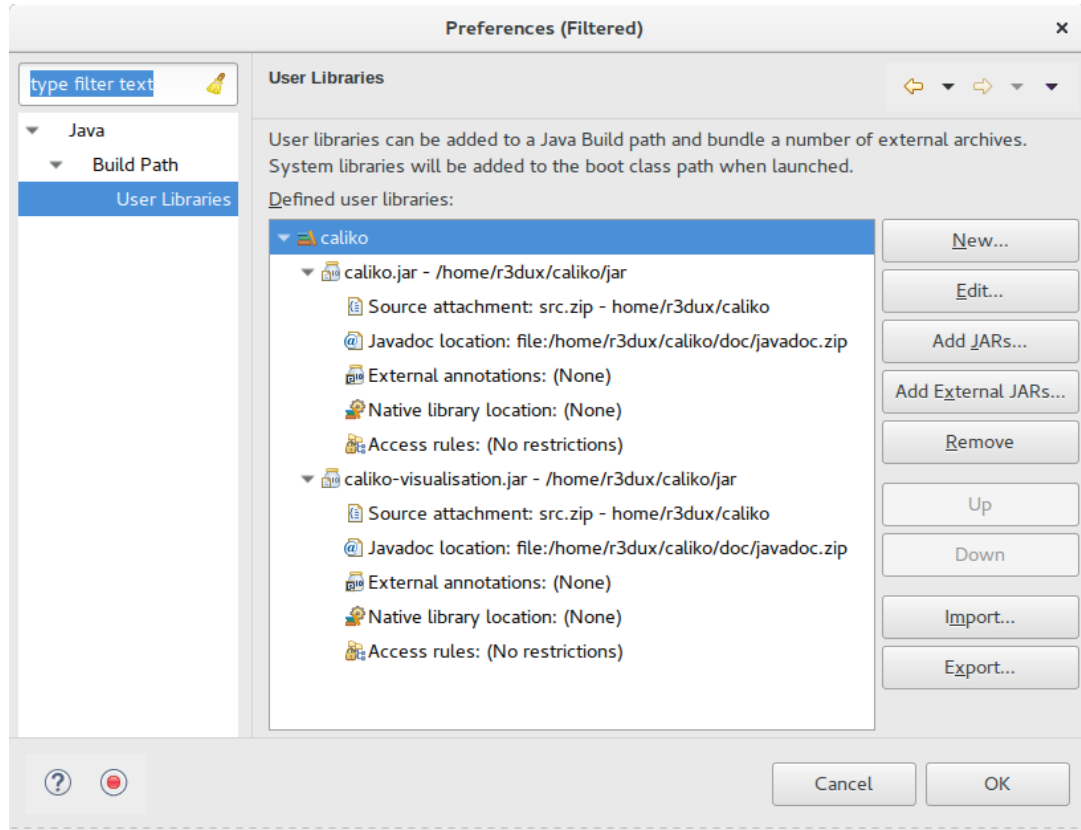 Preferences (Filtered)
type filter text
Java
Build Path
User Libraries
User Libraries
User libraries can be added to a Java Build path and bundle a number of external archives.
System libraries will be added to the boot class path when launched.
Defined user libraries:
caliko
caliko.jar - /home/r3dux/caliko/jar
Source attachment: src.zip - home/r3dux/caliko
Javadoc location: file:/home/r3dux/caliko/doc/javadoc.zip
External annotations: (None)
Native library location: (None)
Access rules: (No restrictions)
caliko-visualisation.jar - /home/r3dux/caliko/jar
Source attachment: src.zip - home/r3dux/caliko
Javadoc location: file:/home/r3dux/caliko/doc/javadoc.zip
External annotations: (None)
Native library location: (None)
Access rules: (No restrictions)
New...
Edit...
Add JARs...
Add External JARs...
Remove
Up
Down
Import...
Export...
Cancel
OK